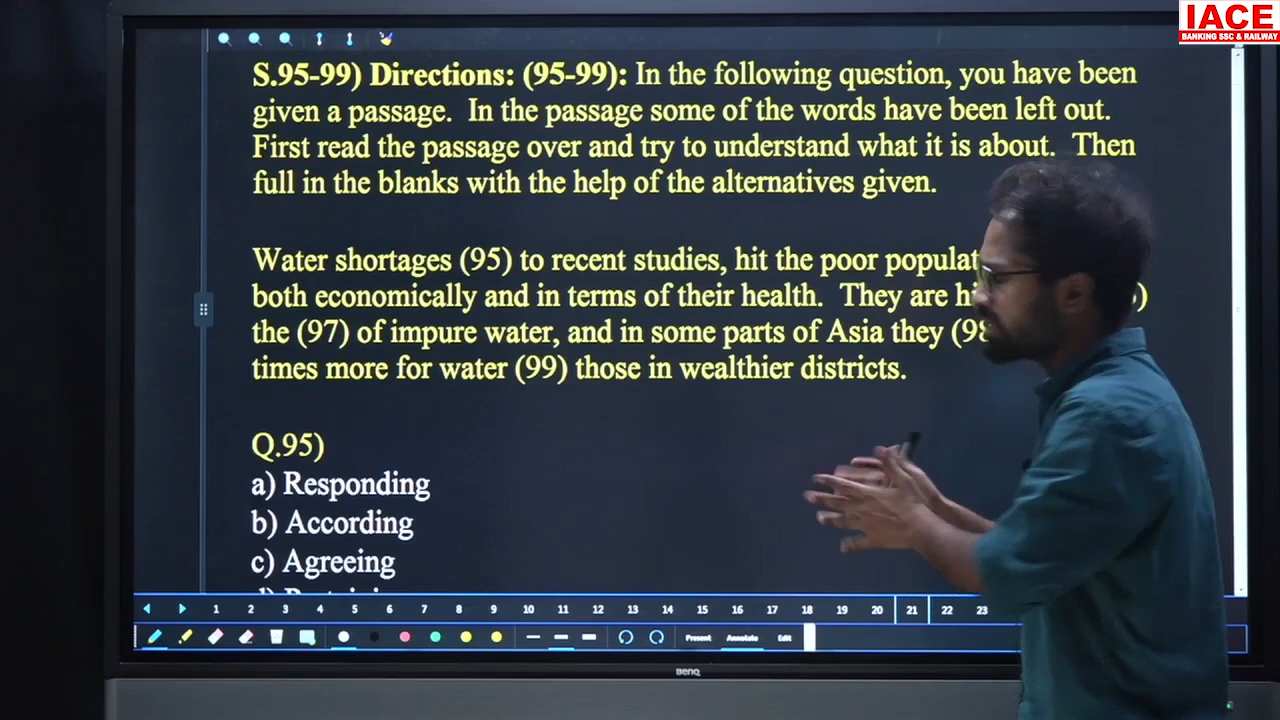 IACE
BANKING SSC & RAILWAY
S.95-99) Directions: (95-99): In the following question, you have been
given a passage. In the passage some of the words have been left out.
First read the passage over and try to understand what it is about. Then
full in the blanks with the help of the alternatives given.
Water shortages (95) to recent studies, hit the poor
both economically and in terms of their health. They are
the (97) of impure water, and in some parts of Asia they
times more for water (99) those in wealthier districts.
Q.95)
a) Responding
b) According
c) Agreeing
1 2 3 4 5 6 7 8 9 10 11 12 13 14 15 16 17 18 19 20 21 22 23
Present Annotate Edit
BENQ